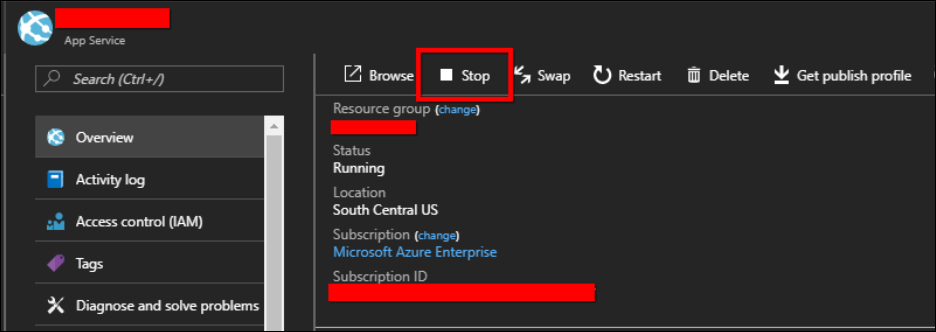 App Service
Search (Ctrl+/)
Browse Stop Swap Restart Delete Get publish profile
Overview
Activity log
Access control (IAM)
Tags
Diagnose and solve problems
Resource group (change)
Status
Running
Location
South Central US
Subscription (change)
Microsoft Azure Enterprise
Subscription ID